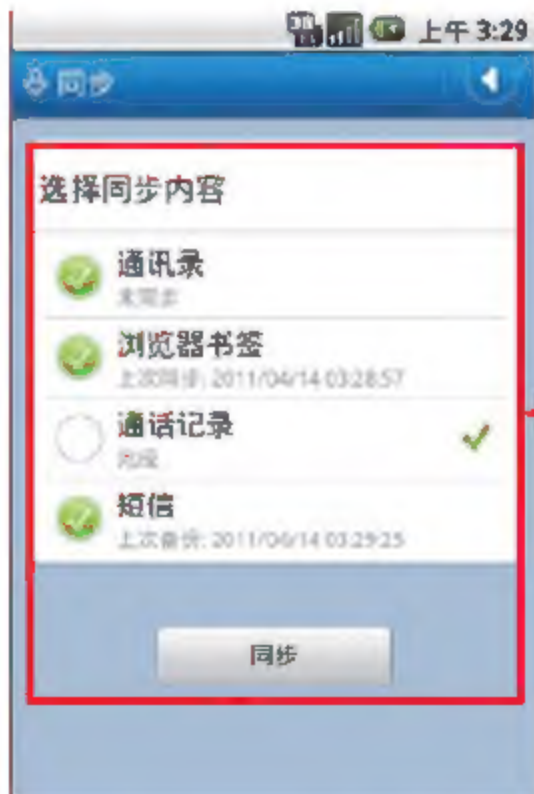 上午 3:29
同步
选择同步内容
通讯录
未同步
浏览器书签
上次同步: 2011/04/14 03:28:57
通话记录
短信
上次备份: 2011/04/14 03:29:25
同步